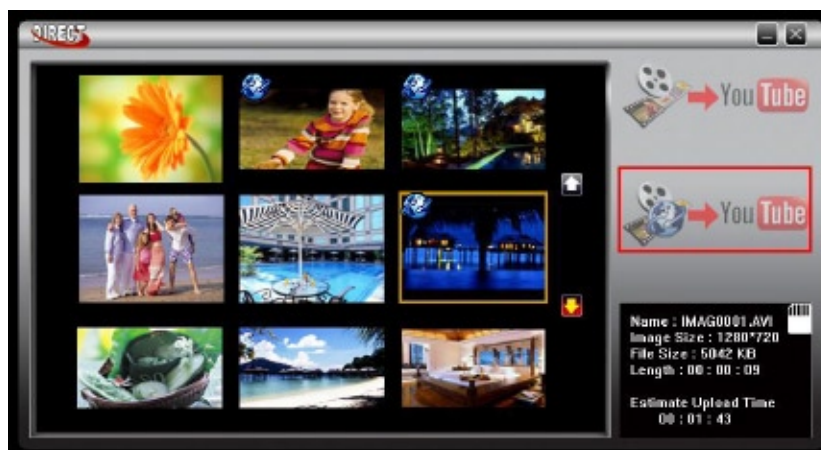 DIRECT
You Tube
You Tube
Name : IMAG0001.AVI
Image Size : 1280*720
File Size : 5042 KB
Length : 00 : 00 : 09
Estimate Upload Time
00 : 01 : 43